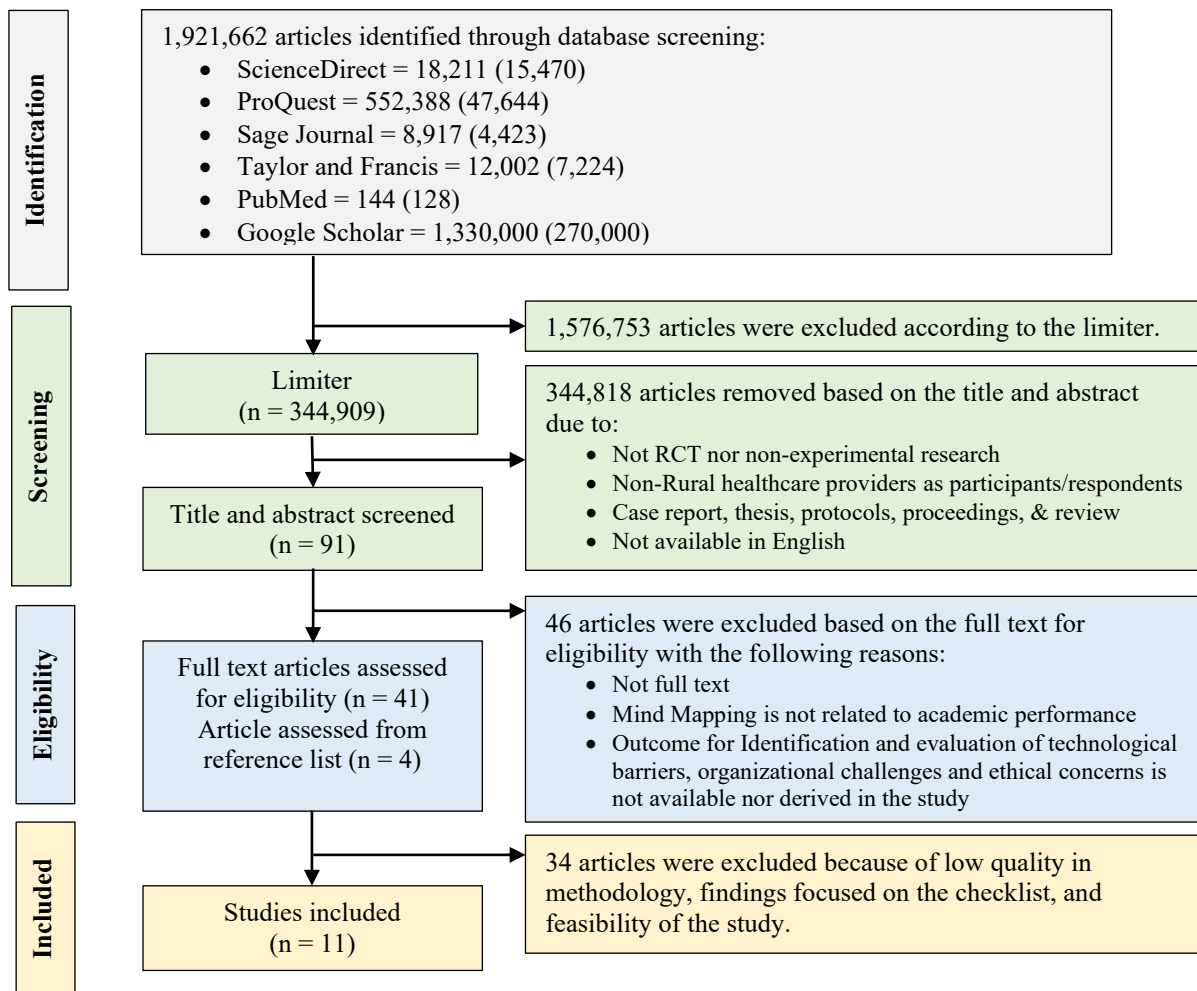 Identification
1,921,662 articles identified through database screening:
• ScienceDirect = 18,211 (15,470)
• ProQuest = 552,388 (47,644)
• Sage Journal = 8,917 (4,423)
• Taylor and Francis = 12,002 (7,224)
• PubMed = 144 (128)
• Google Scholar = 1,330,000 (270,000)
Screening
1,576,753 articles were excluded according to the limiter.
Limiter
(n = 344,909)
344,818 articles removed based on the title and abstract
due to:
• Not RCT nor non-experimental research
• Non-Rural healthcare providers as participants/respondents
• Case report, thesis, protocols, proceedings, & review
• Not available in English
Title and abstract screened
(n = 91)
Eligibility
46 articles were excluded based on the full text for
eligibility with the following reasons:
• Not full text
• Mind Mapping is not related to academic performance
• Outcome for Identification and evaluation of technological
barriers, organizational challenges and ethical concerns is
not available nor derived in the study
Full text articles assessed
for eligibility (n = 41)
Article assessed from
reference list (n = 4)
Included
34 articles were excluded because of low quality in
methodology, findings focused on the checklist, and
feasibility of the study.
Studies included
(n = 11)